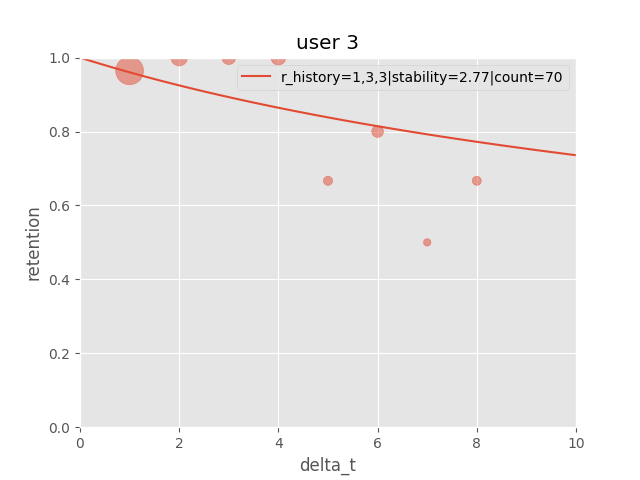 user 3
r_history=1,3,3|stability=2.77|count=70
retention
1.0
0.8
0.6
0.4
0.2
0.0
0 2 4 6 8 10
delta_t